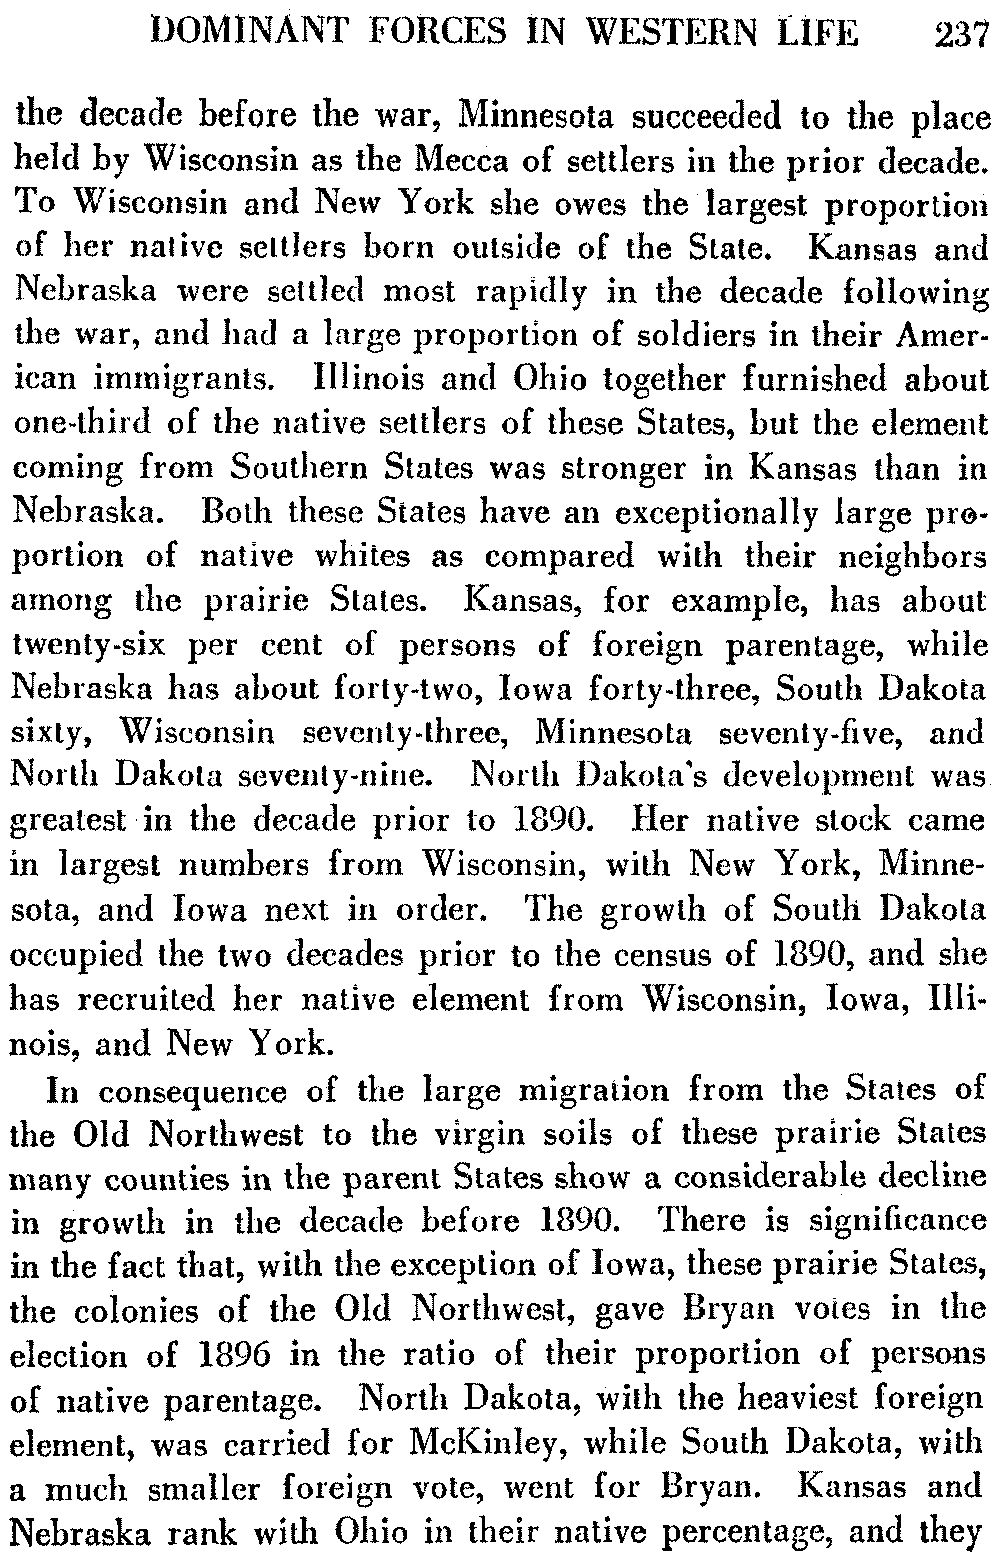 DOMINANT FORCES IN WESTERN LIFE 237
the decade before the war, Minnesota succeeded to the place
held by Wisconsin as the Mecca of settlers in the prior decade.
To Wisconsin and New York she owes the largest proportion
of her native settlers born outside of the State. Kansas and
Nebraska were settled most rapidly in the decade following
the war, and had a large proportion of soldiers in their Amer-
ican immigrants. Illinois and Ohio together furnished about
one-third of the native settlers of these States, but the element
coming from Southern States was stronger in Kansas than in
Nebraska. Both these States have an exceptionally large pro-
portion of native whites as compared with their neighbors
among the prairie States. Kansas, for example, has about
twenty-six per cent of persons of foreign parentage, while
Nebraska has about forty-two, Iowa forty-three, South Dakota
sixty, Wisconsin seventy-three, Minnesota seventy-five, and
North Dakota seventy-nine. North Dakota's development was
greatest in the decade prior to 1890. Her native stock came
in largest numbers from Wisconsin, with New York, Minne-
sota, and Iowa next in order. The growth of South Dakota
occupied the two decades prior to the census of 1890, and she
has recruited her native element from Wisconsin, Iowa, Illi-
nois, and New York.
In consequence of the large migration from the States of
the Old Northwest to the virgin soils of these prairie States
many counties in the parent States show a considerable decline
in growth in the decade before 1890. There is significance
in the fact that, with the exception of Iowa, these prairie States,
the colonies of the Old Northwest, gave Bryan votes in the
election of 1896 in the ratio of their proportion of persons
of native parentage. North Dakota, with the heaviest foreign
element, was carried for McKinley, while South Dakota, with
a much smaller foreign vote, went for Bryan. Kansas and
Nebraska rank with Ohio in their native percentage, and they